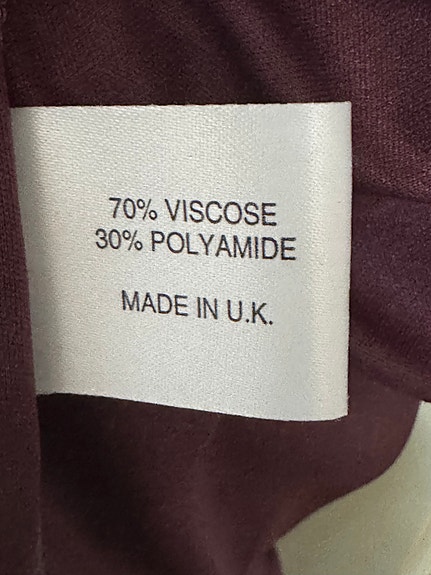 70% VISCOSE
30% POLYAMIDE
MADE IN U.K.